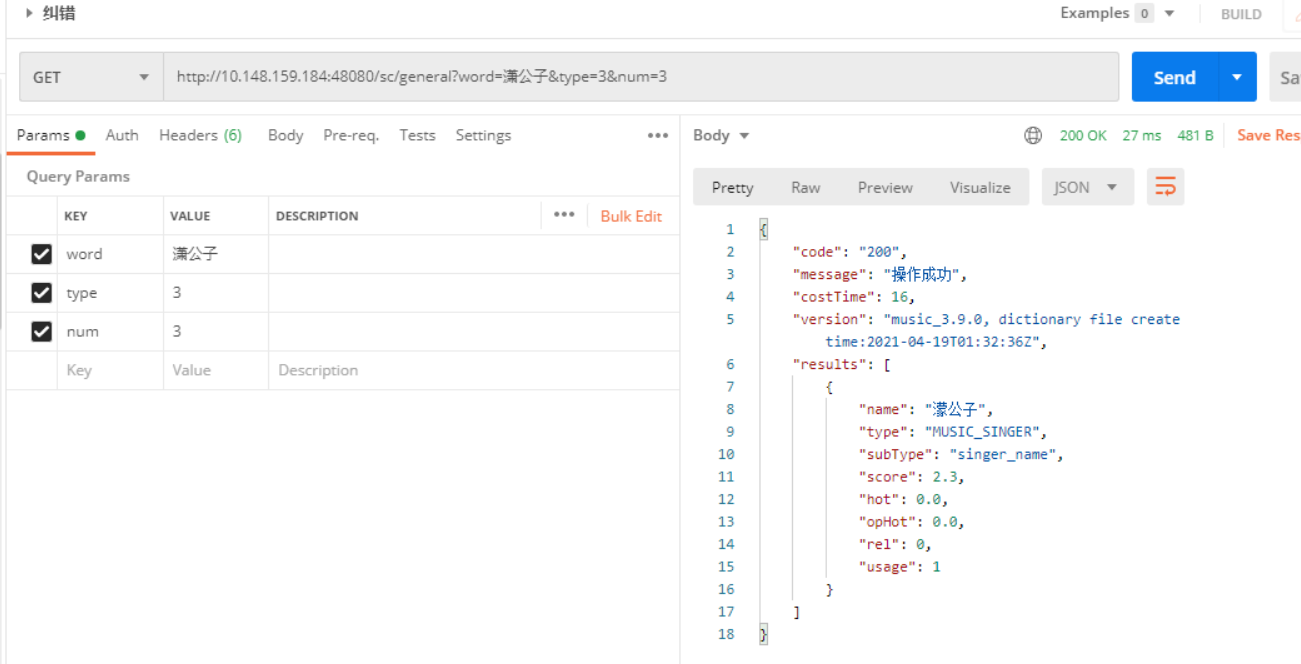 纠错
Examples 0
BUILD
GET
http://10.148.159.184:48080/sc/general?word=潇公子&type=3&num=3
Send
Sa
Params
Auth
Headers (6)
Body
Pre-req.
Tests
Settings
Query Params
KEY VALUE DESCRIPTION ••• Bulk Edit
word 潇公子
type 3
num 3
Key Value Description
Body
200 OK 27 ms 481 B Save Res
Pretty Raw Preview Visualize JSON
1 {
2 "code": "200",
3 "message": "操作成功",
4 "costTime": 16,
5 "version": "music_3.9.0, dictionary file create
time:2021-04-19T01:32:36Z",
6 "results": [
7 {
8 "name": "濛公子",
9 "type": "MUSIC_SINGER",
10 "subType": "singer_name",
11 "score": 2.3,
12 "hot": 0.0,
13 "opHot": 0.0,
14 "rel": 0,
15 "usage": 1
16 }
17 ]
18 }